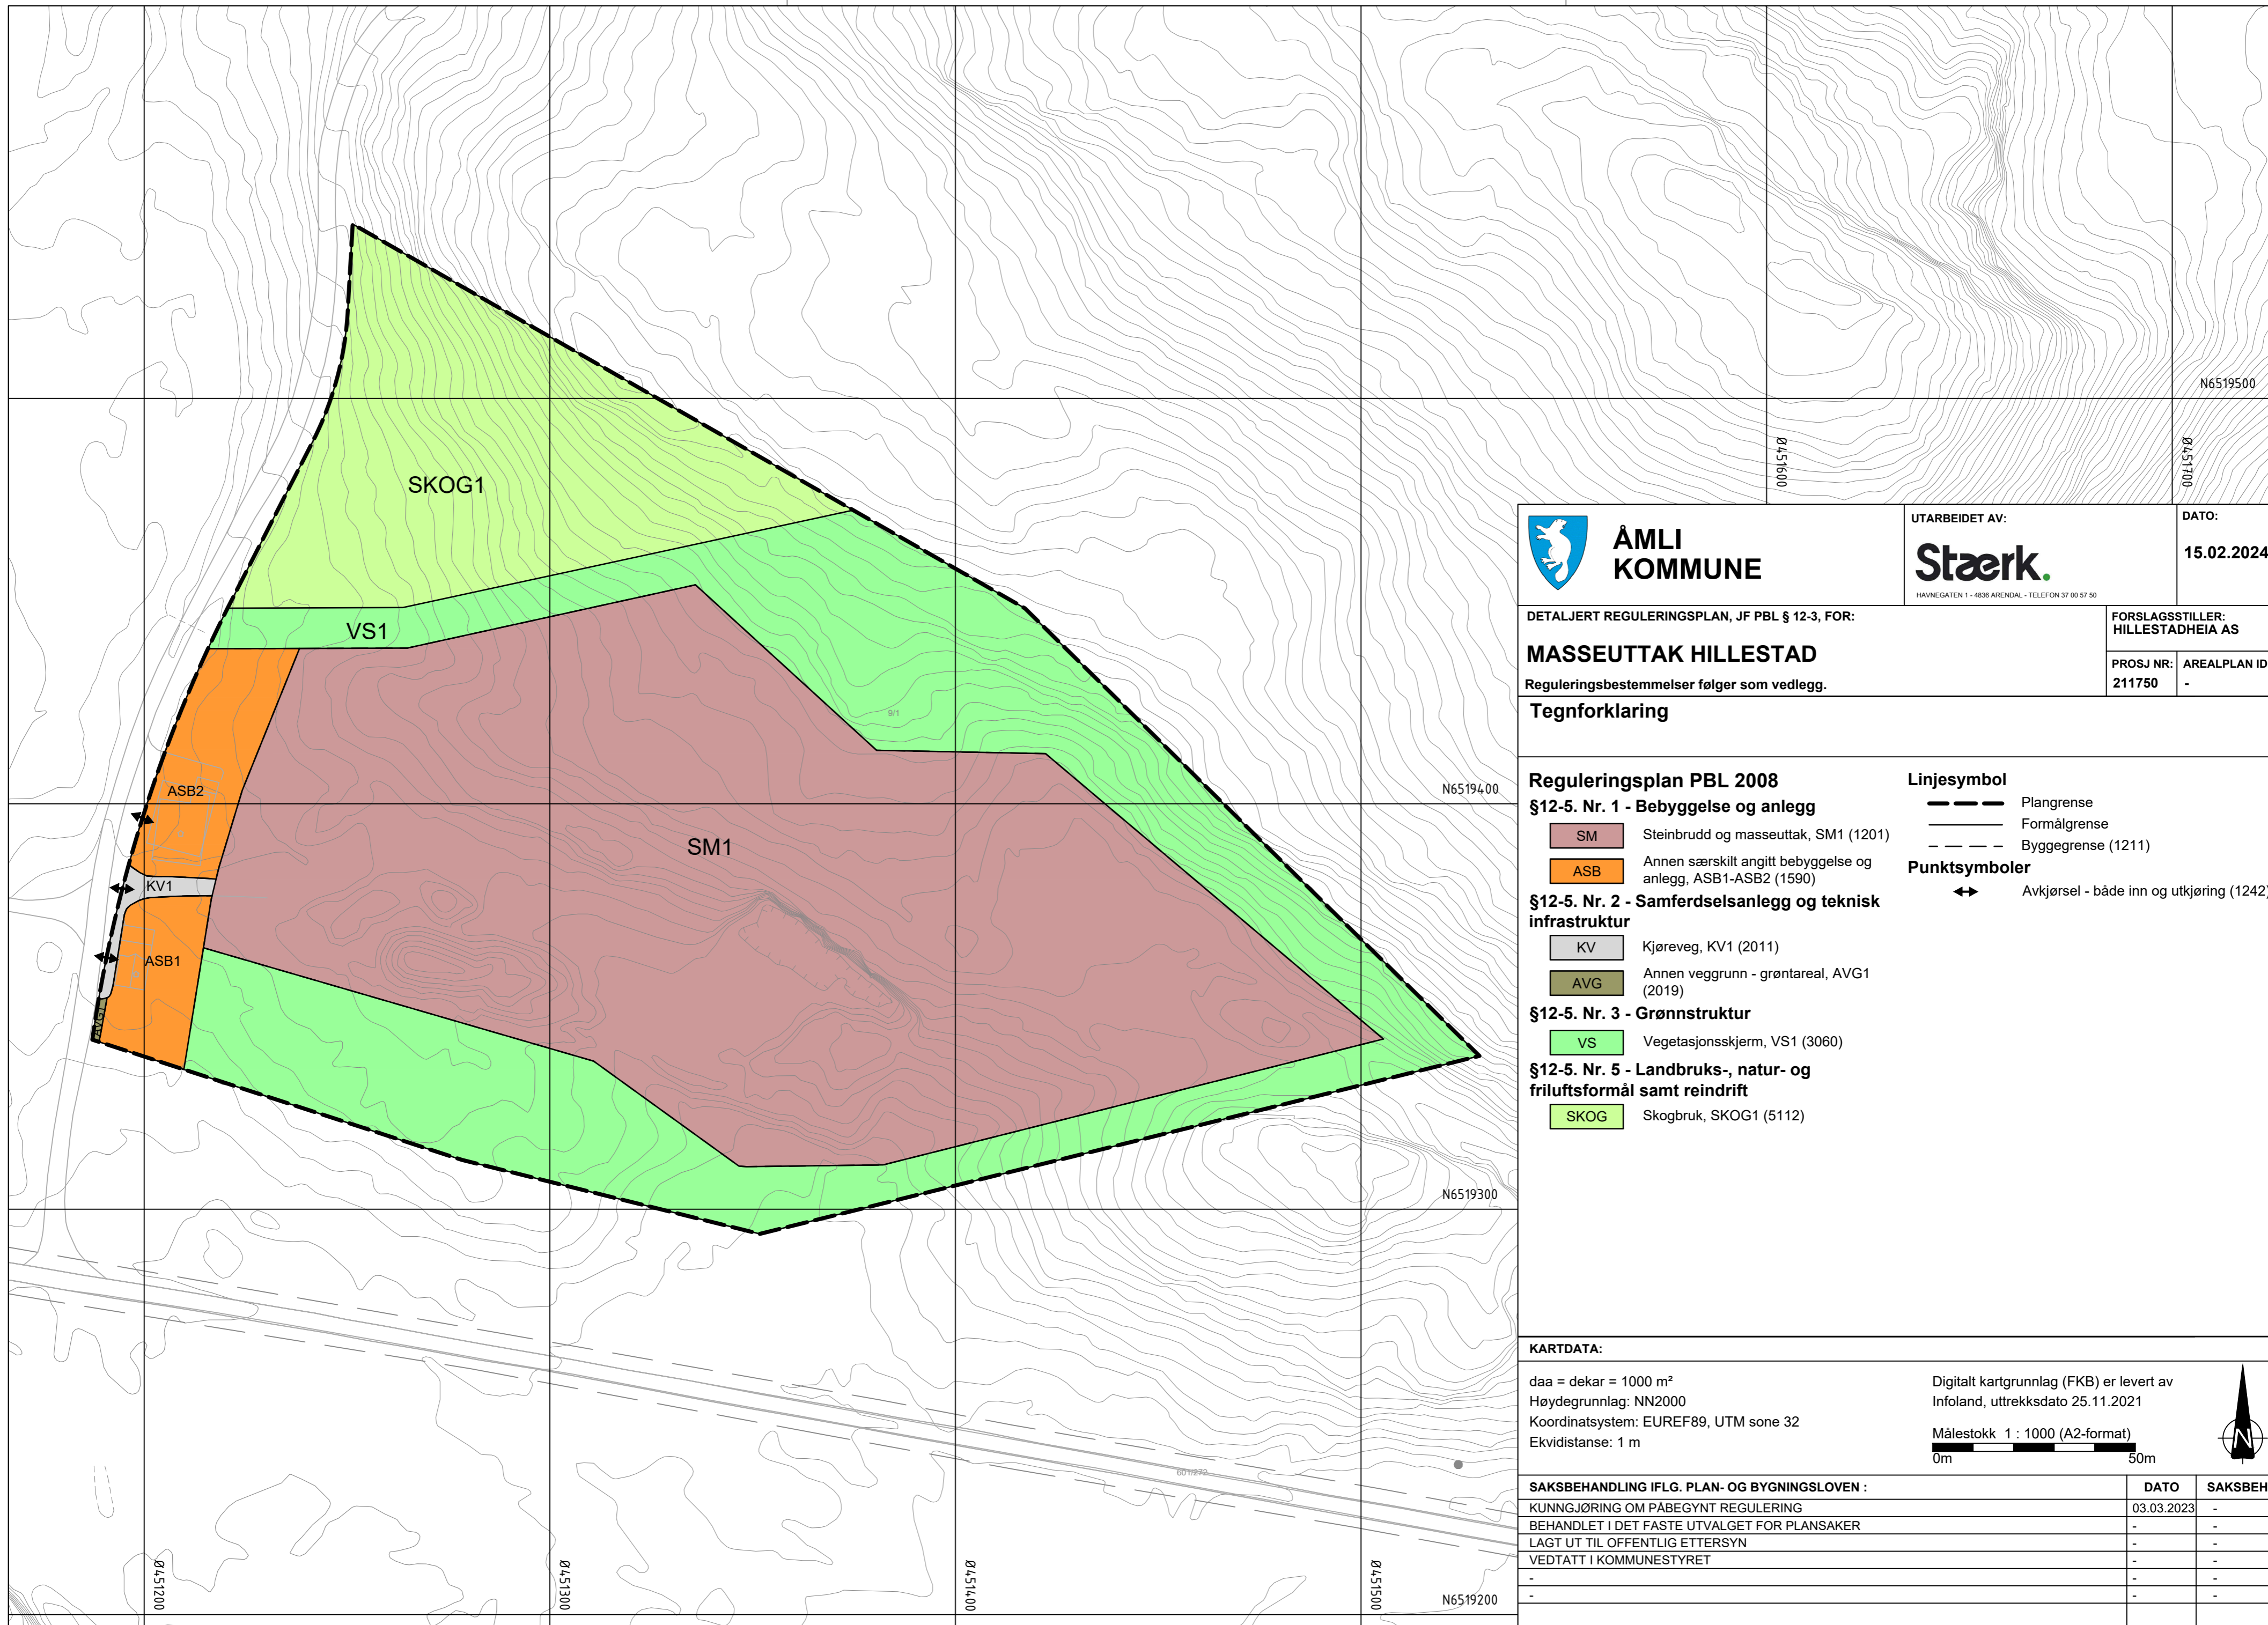 N6519500
Ø451600
Ø451700
SKOG1
VS1
9/1
ASB2
N6519400
SM1
KV1
ASB1
AVG1
N6519300
601/272
Ø451200
Ø451300
Ø451400
Ø451500
N6519200
ÅMLI
KOMMUNE
UTARBEIDET AV:
Stærk.
HAVNEGATEN 1 - 4836 ARENDAL - TELEFON 37 00 57 50
DATO:
15.02.2024
DETALJERT REGULERINGSPLAN, JF PBL § 12-3, FOR:
MASSEUTTAK HILLESTAD
Reguleringsbestemmelser følger som vedlegg.
FORSLAGSSTILLER:
HILLESTADHEIA AS
PROSJ NR:
211750
AREALPLAN ID
-
Tegnforklaring
Reguleringsplan PBL 2008
§12-5. Nr. 1 - Bebyggelse og anlegg
SM Steinbrudd og masseuttak, SM1 (1201)
ASB Annen særskilt angitt bebyggelse og
anlegg, ASB1-ASB2 (1590)
§12-5. Nr. 2 - Samferdselsanlegg og teknisk
infrastruktur
KV Kjøreveg, KV1 (2011)
AVG Annen veggrunn - grøntareal, AVG1
(2019)
§12-5. Nr. 3 - Grønnstruktur
VS Vegetasjonsskjerm, VS1 (3060)
§12-5. Nr. 5 - Landbruks-, natur- og
friluftsformål samt reindrift
SKOG Skogbruk, SKOG1 (5112)
Linjesymbol
Plangrense
Formålgrense
Byggegrense (1211)
Punktsymboler
Avkjørsel - både inn og utkjøring (1242)
KARTDATA:
daa = dekar = 1000 m²
Høydegrunnlag: NN2000
Koordinatsystem: EUREF89, UTM sone 32
Ekvidistanse: 1 m
Digitalt kartgrunnlag (FKB) er levert av
Infoland, uttrekksdato 25.11.2021
Målestokk 1 : 1000 (A2-format)
0m 50m
N
SAKSBEHANDLING IFLG. PLAN- OG BYGNINGSLOVEN : DATO SAKSBEH
KUNNGJØRING OM PÅBEGYNT REGULERING 03.03.2023 -
BEHANDLET I DET FASTE UTVALGET FOR PLANSAKER - -
LAGT UT TIL OFFENTLIG ETTERSYN - -
VEDTATT I KOMMUNESTYRET - -
- - -
- - -